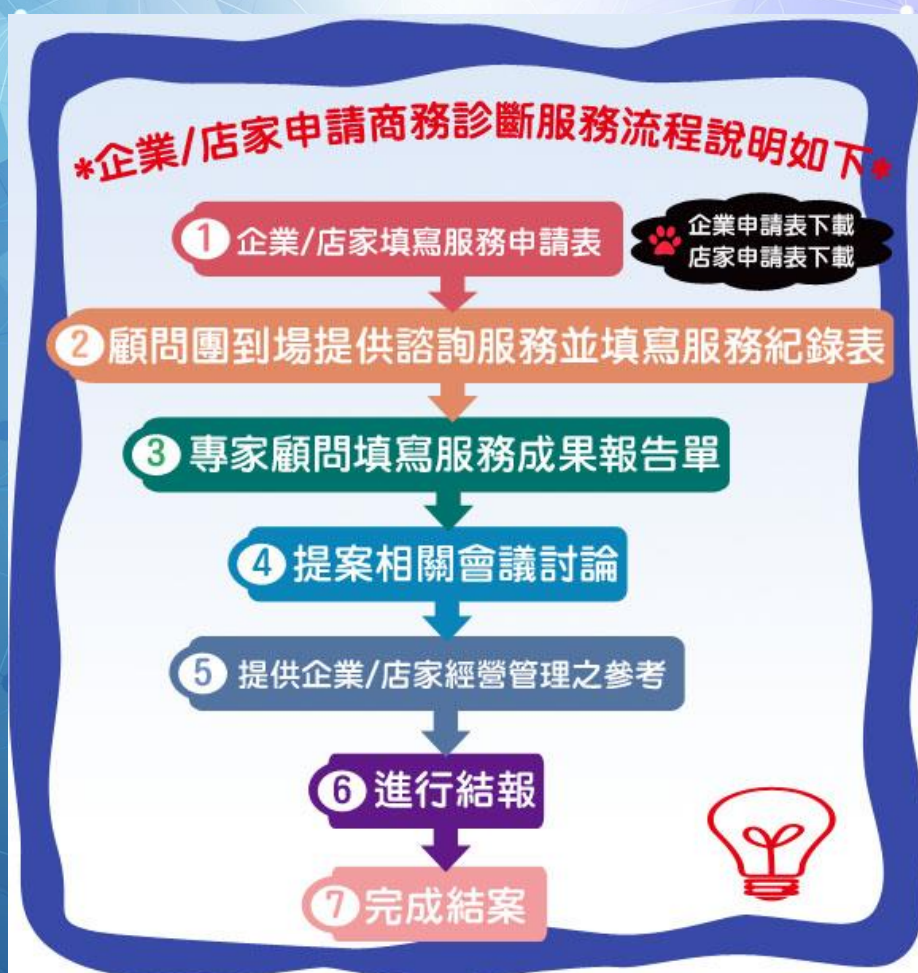 *企業/店家申請商務診斷服務流程說明如下*
1 企業/店家填寫服務申請表
企業申請表下載
店家申請表下載
2 顧問團到場提供諮詢服務並填寫服務紀錄表
3 專家顧問填寫服務成果報告單
4 提案相關會議討論
5 提供企業/店家經營管理之參考
6 進行結報
7 完成結案